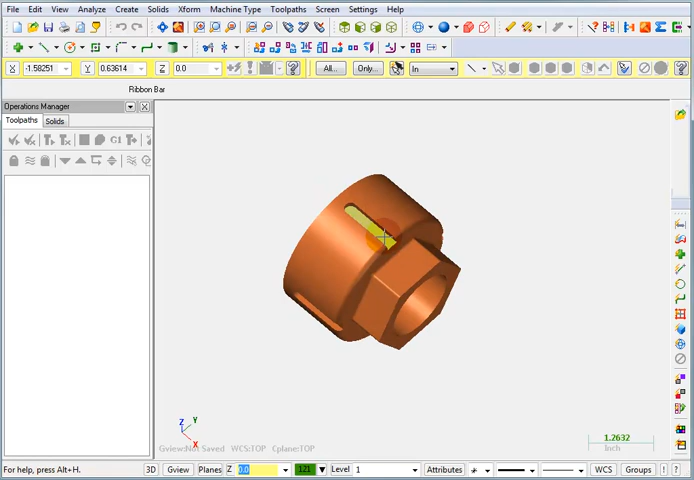 File Edit View Analyze Create Solids Xform Machine Type Toolpaths Screen Settings Help
X -1.58251 Y 0.63614 Z 0.0 All... Only... In
Ribbon Bar
Operations Manager
Toolpaths Solids
G1
Z Y X
Gview:Not Saved WCS:TOP Cplane:TOP
1.2632
Inch
For help, press Alt+H. 3D Gview Planes Z 0.0 121 Level 1 Attributes WCS Groups